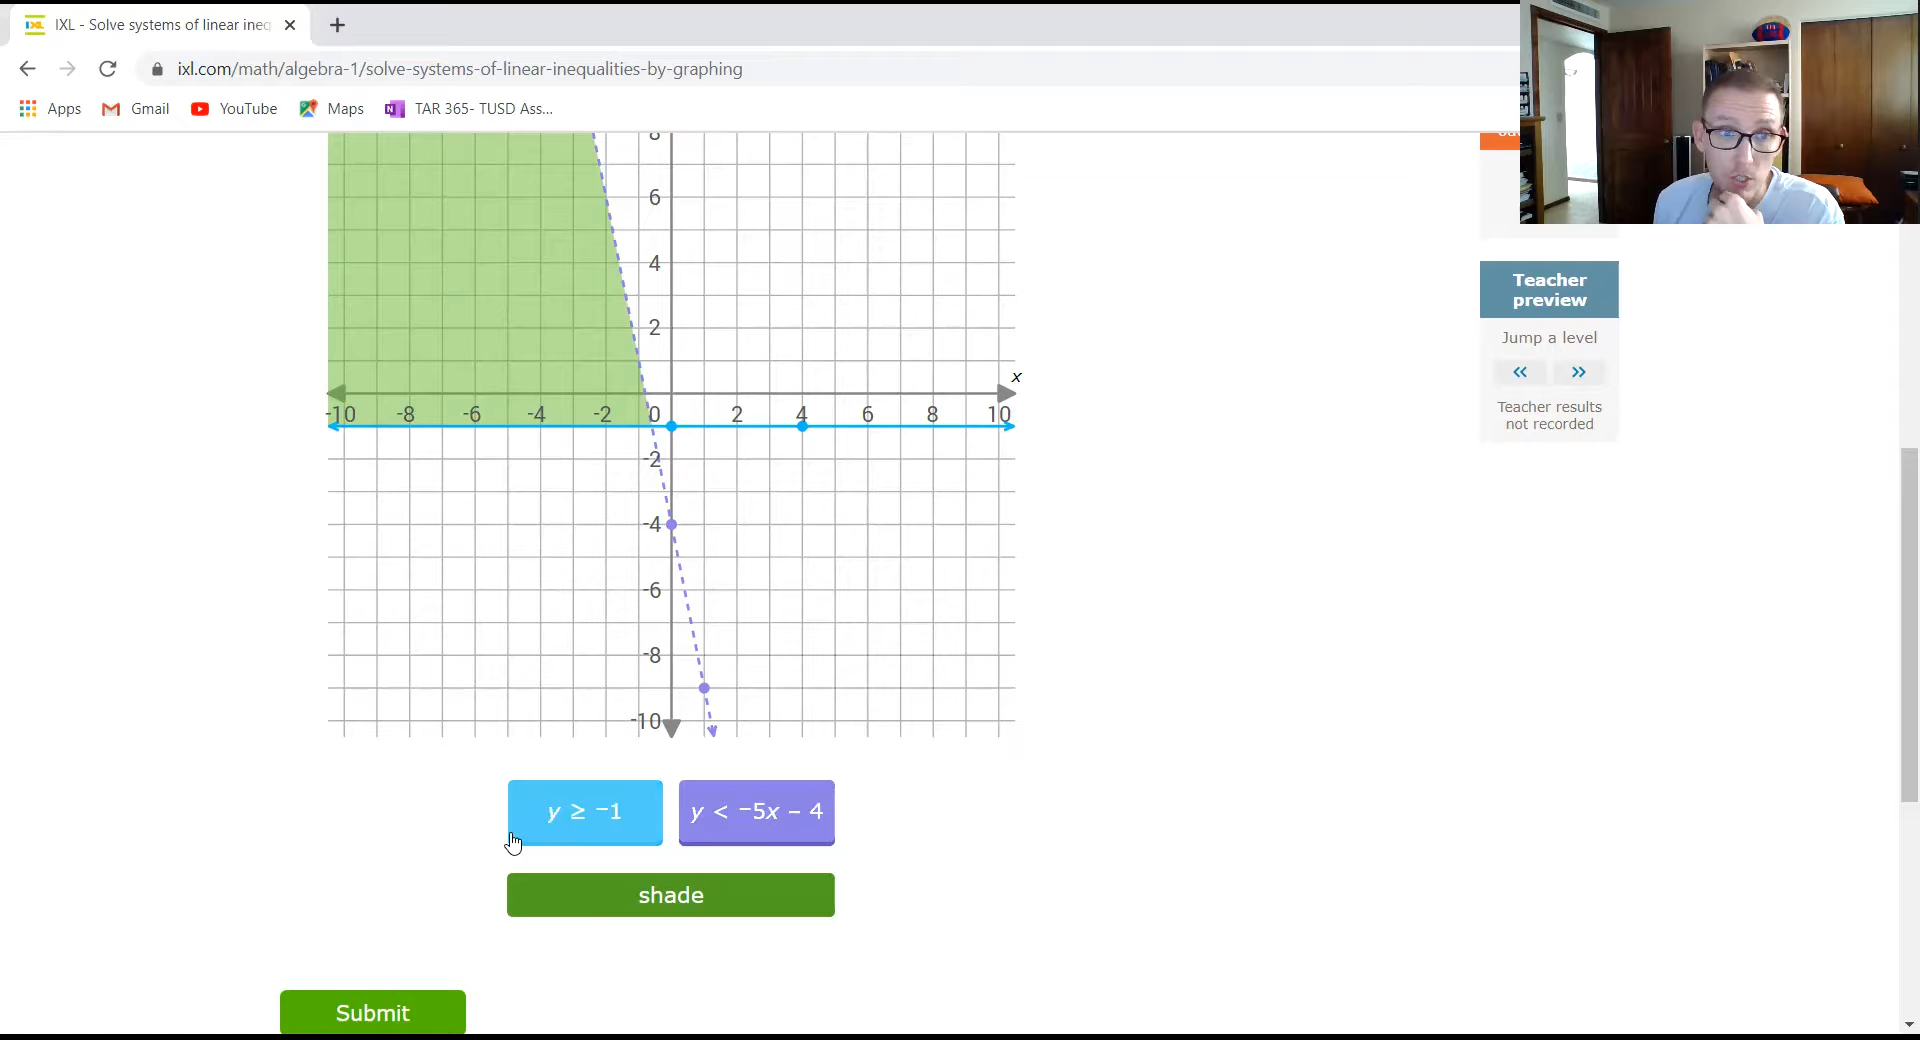 IXL - Solve systems of linear ineq
ixl.com/math/algebra-1/solve-systems-of-linear-inequalities-by-graphing
Apps Gmail YouTube Maps TAR 365- TUSD Ass...
8
6
4
2
x
-10 -8 -6 -4 -2 0 2 4 6 8 10
-2
-4
-6
-8
-10
y ≥ −1
y < −5x − 4
shade
Submit
Teacher
preview
Jump a level
« »
Teacher results
not recorded